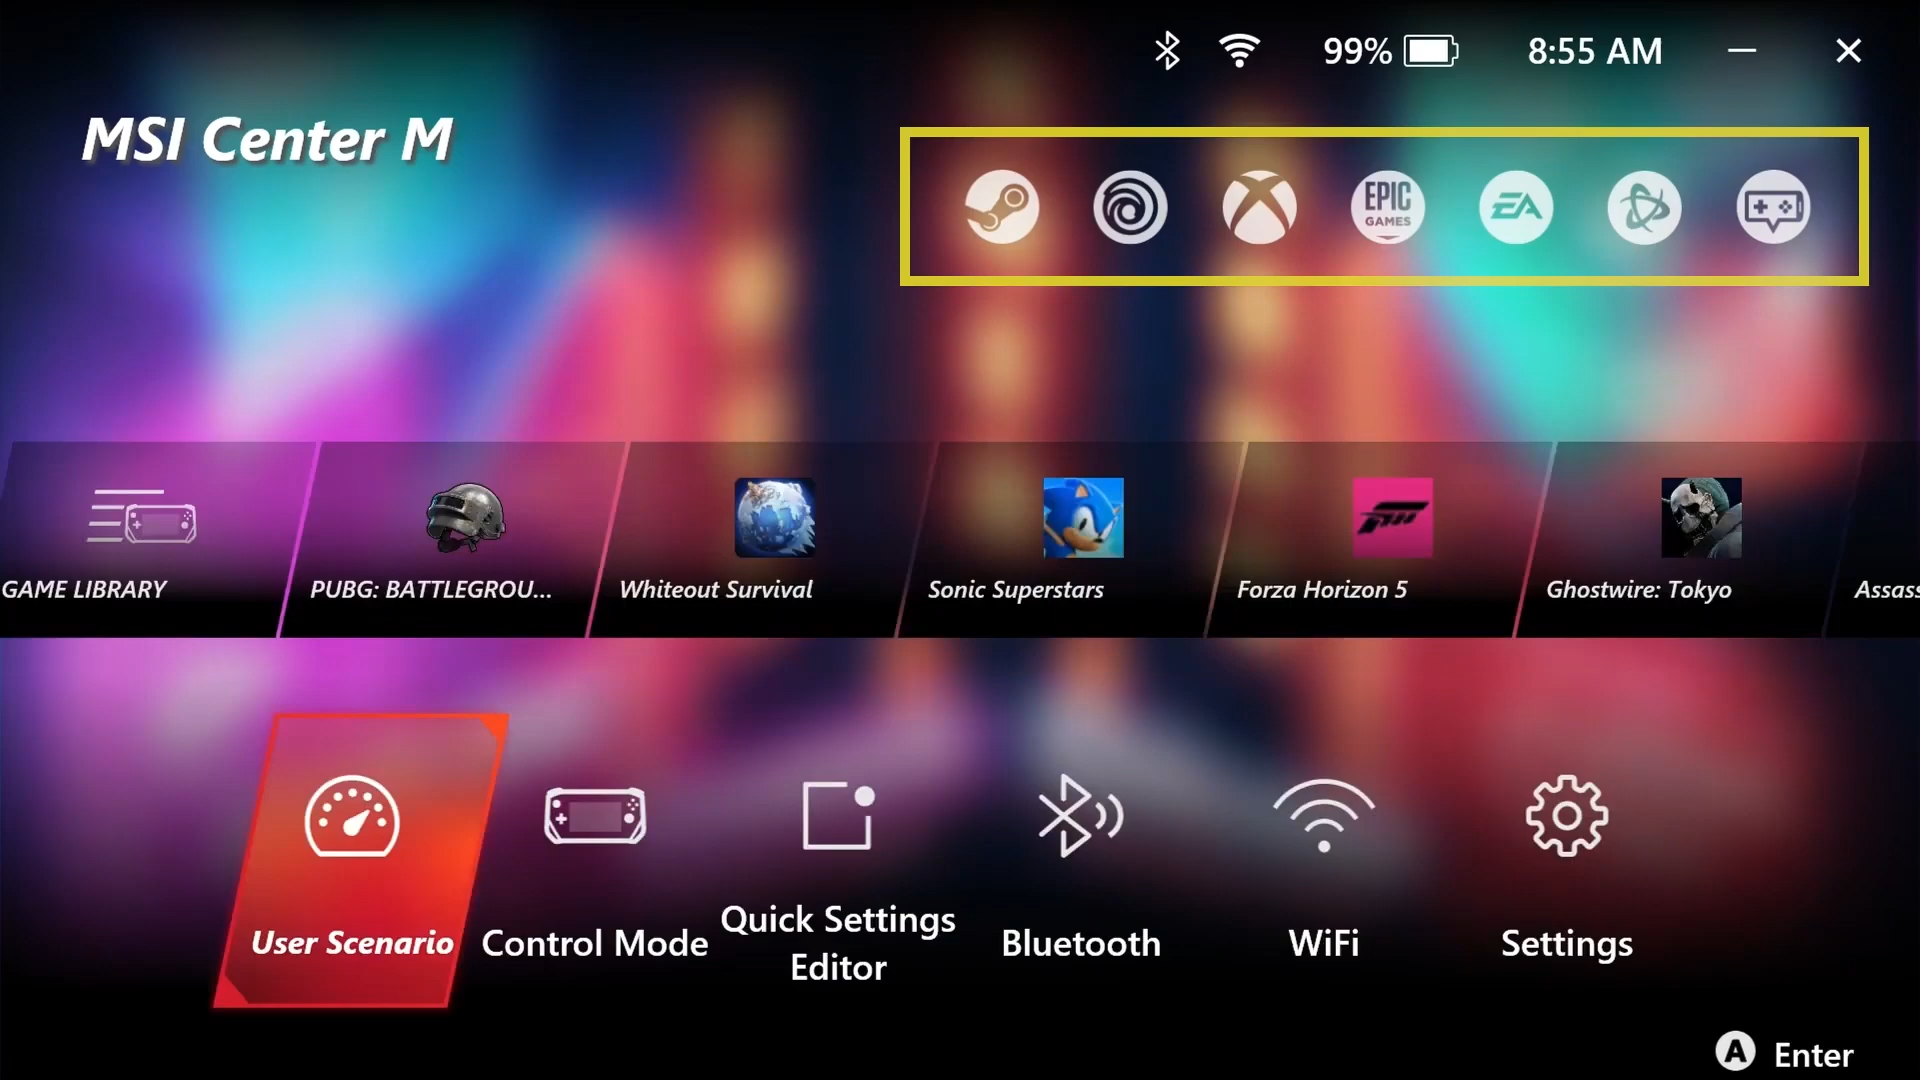 99%
8:55 AM
MSI Center M
EPIC
GAMES
EA
GAME LIBRARY
PUBG: BATTLEGROU...
Whiteout Survival
Sonic Superstars
Forza Horizon 5
Ghostwire: Tokyo
Assass
User Scenario
Control Mode
Quick Settings
Editor
Bluetooth
WiFi
Settings
A Enter